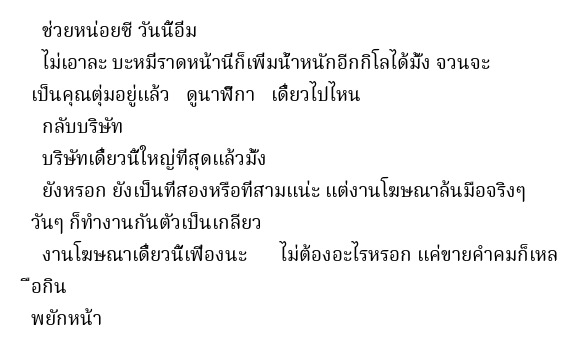 ช่วยหน่อยซี วันนี้อิ่ม
ไม่เอาละ บะหมี่ราดหน้านี่ก็เพิ่มน้ำหนักอีกกิโลได้มั้ง จวนจะ
เป็นคุณตุ่มอยู่แล้ว ดูนาฬิกา เดี๋ยวไปไหน
กลับบริษัท
บริษัทเดี๋ยวนี้ใหญ่ที่สุดแล้วมั้ง
ยังหรอก ยังเป็นที่สองหรือที่สามแน่ะ แต่งานโฆษณาล้นมือจริงๆ
วันๆ ก็ทำงานกันตัวเป็นเกลียว
งานโฆษณาเดี๋ยวนี้เฟื่องนะ ไม่ต้องอะไรหรอก แค่ขายคำคมก็เหล
ือกิน
พยักหน้า